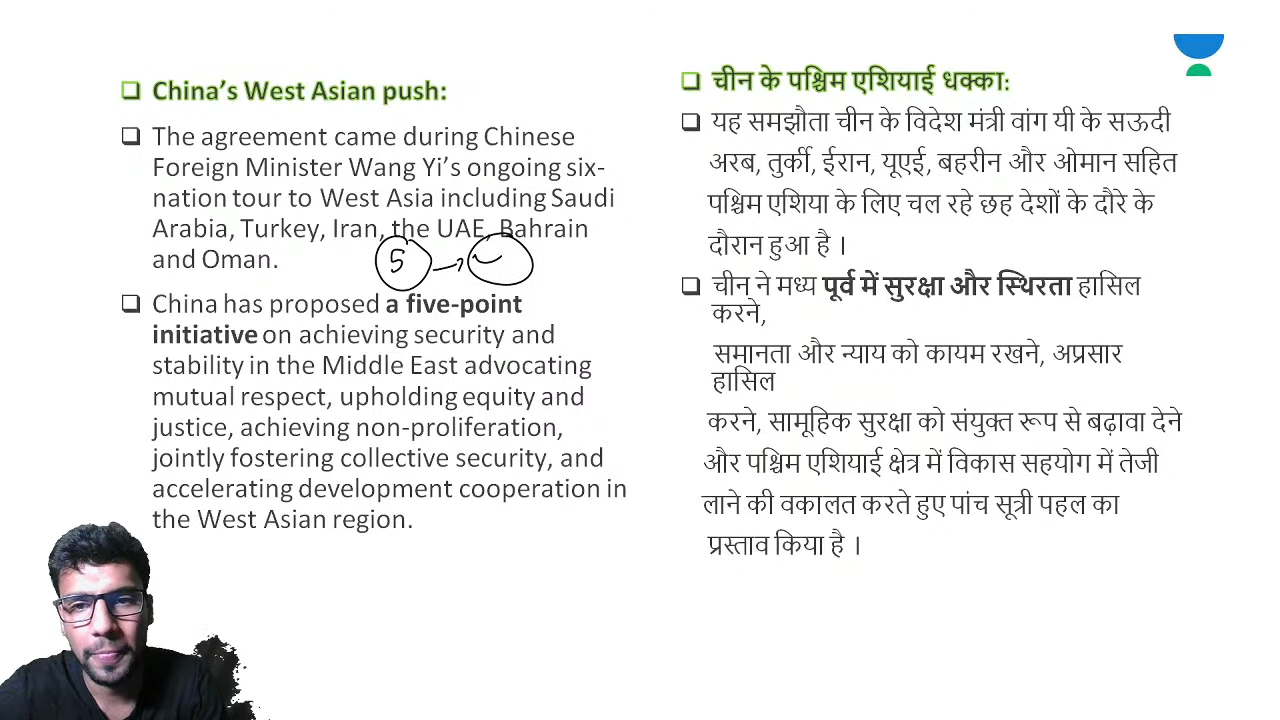 China's West Asian push:
The agreement came during Chinese
Foreign Minister Wang Yi's ongoing six-
nation tour to West Asia including Saudi
Arabia, Turkey, Iran, the UAE, Bahrain
and Oman.
5
China has proposed a five-point
initiative on achieving security and
stability in the Middle East advocating
mutual respect, upholding equity and
justice, achieving non-proliferation,
jointly fostering collective security, and
accelerating development cooperation in
the West Asian region.
चीन के पश्चिम एशियाई धक्का:
यह समझौता चीन के विदेश मंत्री वांग यी के सऊदी
अरब, तुर्की, ईरान, यूएई, बहरीन और ओमान सहित
पश्चिम एशिया के लिए चल रहे छह देशों के दौरे के
दौरान हुआ है ।
चीन ने मध्य पूर्व में सुरक्षा और स्थिरता हासिल
करने,
समानता और न्याय को कायम रखने, अप्रसार
हासिल
करने, सामूहिक सुरक्षा को संयुक्त रूप से बढ़ावा देने
और पश्चिम एशियाई क्षेत्र में विकास सहयोग में तेजी
लाने की वकालत करते हुए पांच सूत्री पहल का
प्रस्ताव किया है ।